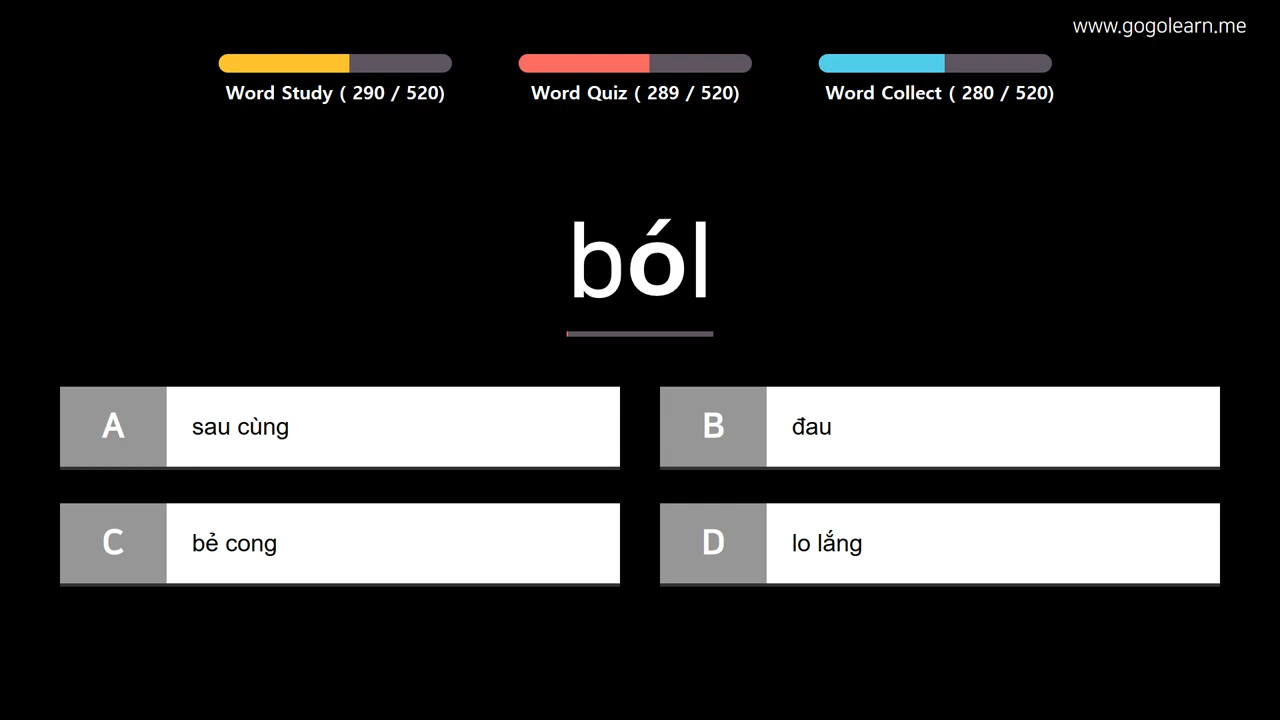 www.gogolearn.me
Word Study ( 290 / 520)
Word Quiz ( 289 / 520)
Word Collect ( 280 / 520)
ból
A
sau cùng
B
đau
C
bẻ cong
D
lo lắng